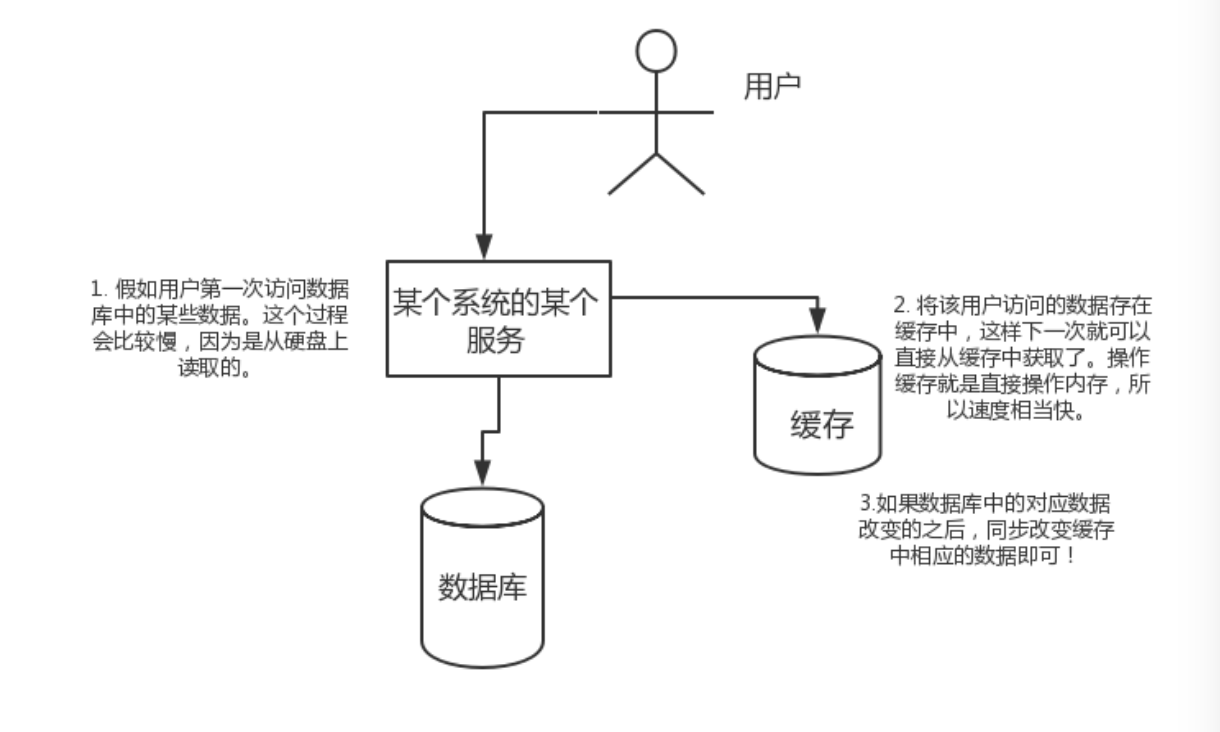 用户
1. 假如用户第一次访问数据
库中的某些数据。这个过程
会比较慢，因为是从硬盘上
读取的。
某个系统的某个
服务
2. 将该用户访问的数据存在
缓存中，这样下一次就可以
直接从缓存中获取了。操作
缓存就是直接操作内存，所
以速度相当快。
缓存
3.如果数据库中的对应数据
改变的之后，同步改变缓存
中相应的数据即可！
数据库